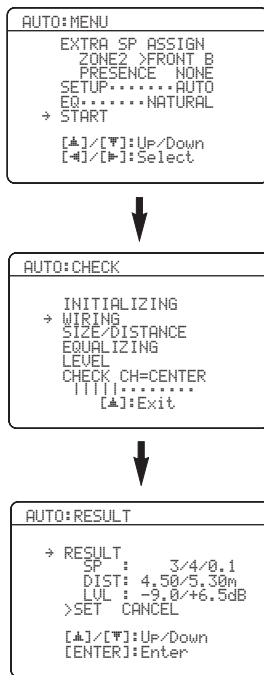 AUTO:MENU
EXTRA SP ASSIGN
ZONE2 >FRONT B
PRESENCE NONE
SETUP·······AUTO
EQ·······NATURAL
→ START
[▲]/[▼]:Up/Down
[◄]/[►]:Select
AUTO:CHECK
INITIALIZING
→ WIRING
SIZE/DISTANCE
EQUALIZING
LEVEL
CHECK CH=CENTER
|||||·········
[▲]:Exit
AUTO:RESULT
→ RESULT
SP : 3/4/0.1
DIST: 4.50/5.30m
LVL : -9.0/+6.5dB
>SET CANCEL
[▲]/[▼]:Up/Down
[ENTER]:Enter